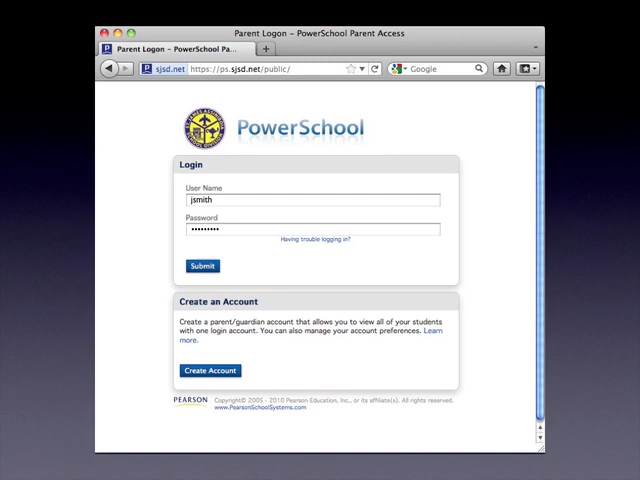 Parent Logon – PowerSchool Parent Access
Parent Logon – PowerSchool Pa...
sjsd.net https://ps.sjsd.net/public/
Google
PowerSchool
Login
User Name
jsmith
Password
•••••••••
Having trouble logging in?
Submit
Create an Account
Create a parent/guardian account that allows you to view all of your students
with one login account. You can also manage your account preferences. Learn
more.
Create Account
PEARSON
Copyright© 2005 - 2010 Pearson Education, Inc., or its affiliate(s). All rights reserved.
www.PearsonSchoolSystems.com